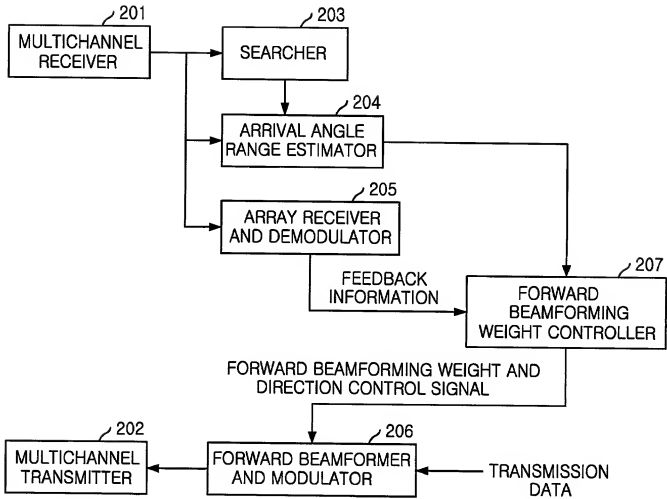 201
MULTICHANNEL
RECEIVER
203
SEARCHER
204
ARRIVAL ANGLE
RANGE ESTIMATOR
205
ARRAY RECEIVER
AND DEMODULATOR
FEEDBACK
INFORMATION
207
FORWARD
BEAMFORMING
WEIGHT CONTROLLER
FORWARD BEAMFORMING WEIGHT AND
DIRECTION CONTROL SIGNAL
202
MULTICHANNEL
TRANSMITTER
206
FORWARD BEAMFORMER
AND MODULATOR
TRANSMISSION
DATA